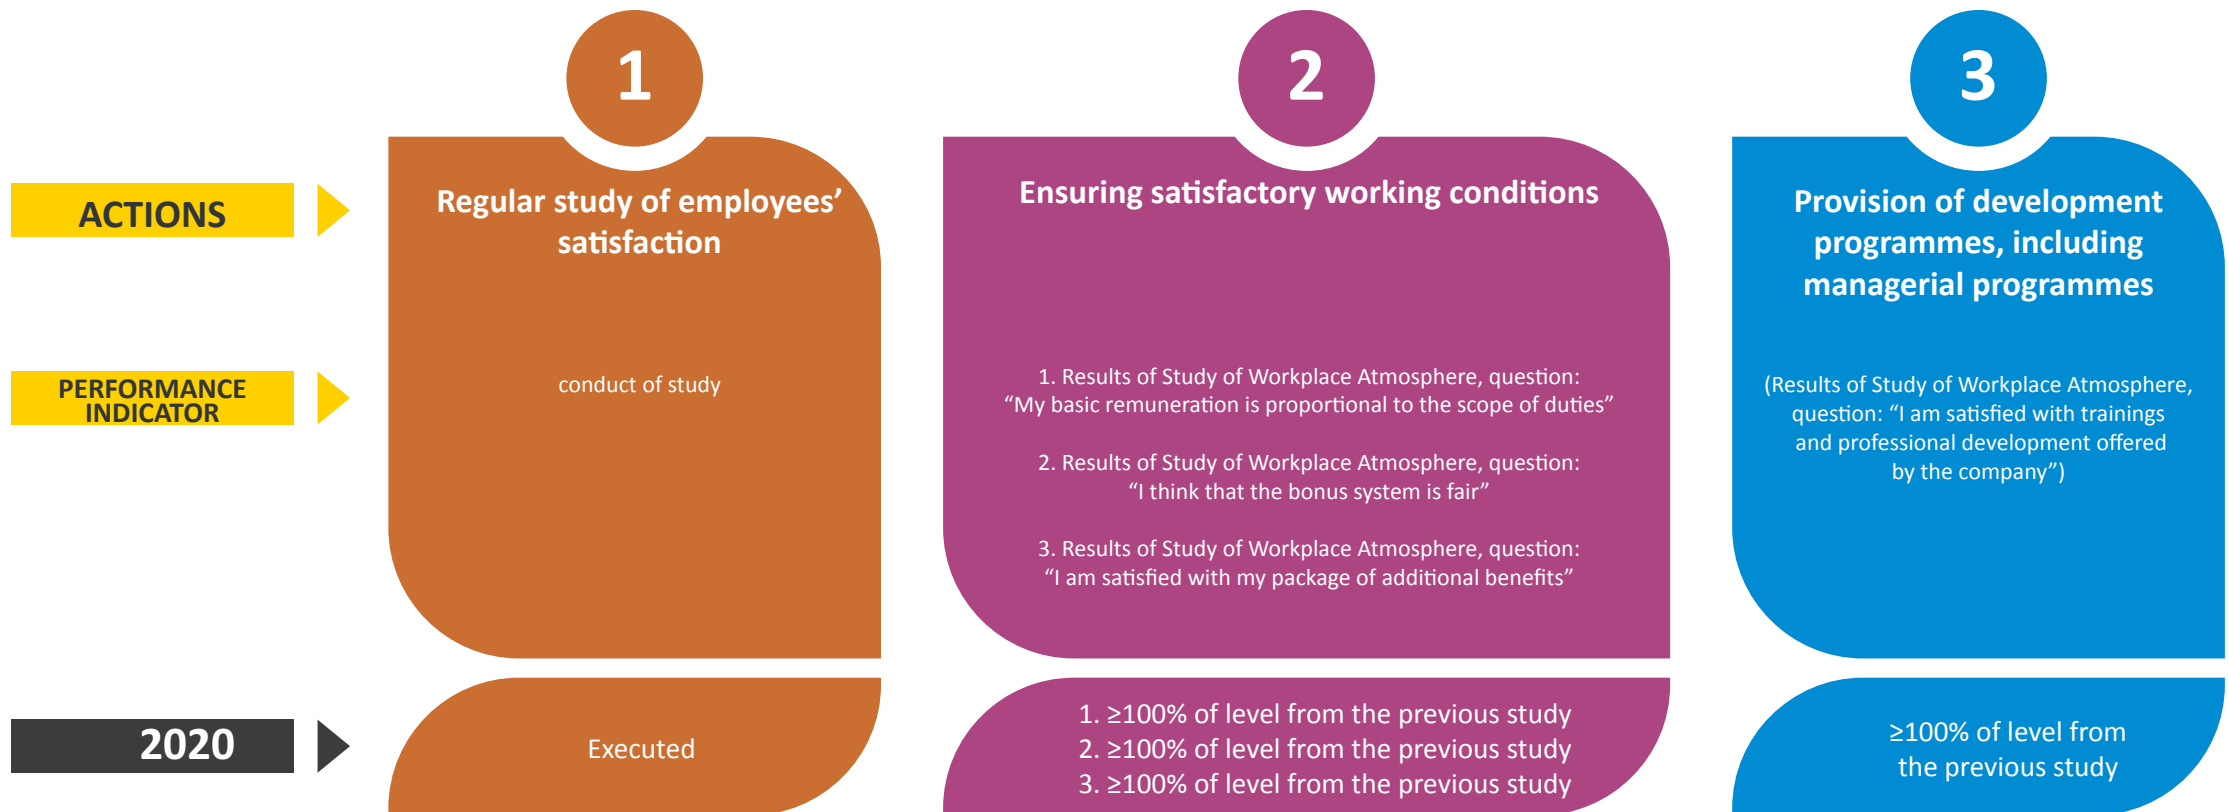 1
2
3
ACTIONS
Regular study of employees’
satisfaction
Ensuring satisfactory working conditions
Provision of development
programmes, including
managerial programmes
PERFORMANCE
INDICATOR
conduct of study
1. Results of Study of Workplace Atmosphere, question:
“My basic remuneration is proportional to the scope of duties”
2. Results of Study of Workplace Atmosphere, question:
“I think that the bonus system is fair”
3. Results of Study of Workplace Atmosphere, question:
“I am satisfied with my package of additional benefits”
(Results of Study of Workplace Atmosphere,
question: “I am satisfied with trainings
and professional development offered
by the company”)
2020
Executed
1. ≥100% of level from the previous study
2. ≥100% of level from the previous study
3. ≥100% of level from the previous study
≥100% of level from
the previous study